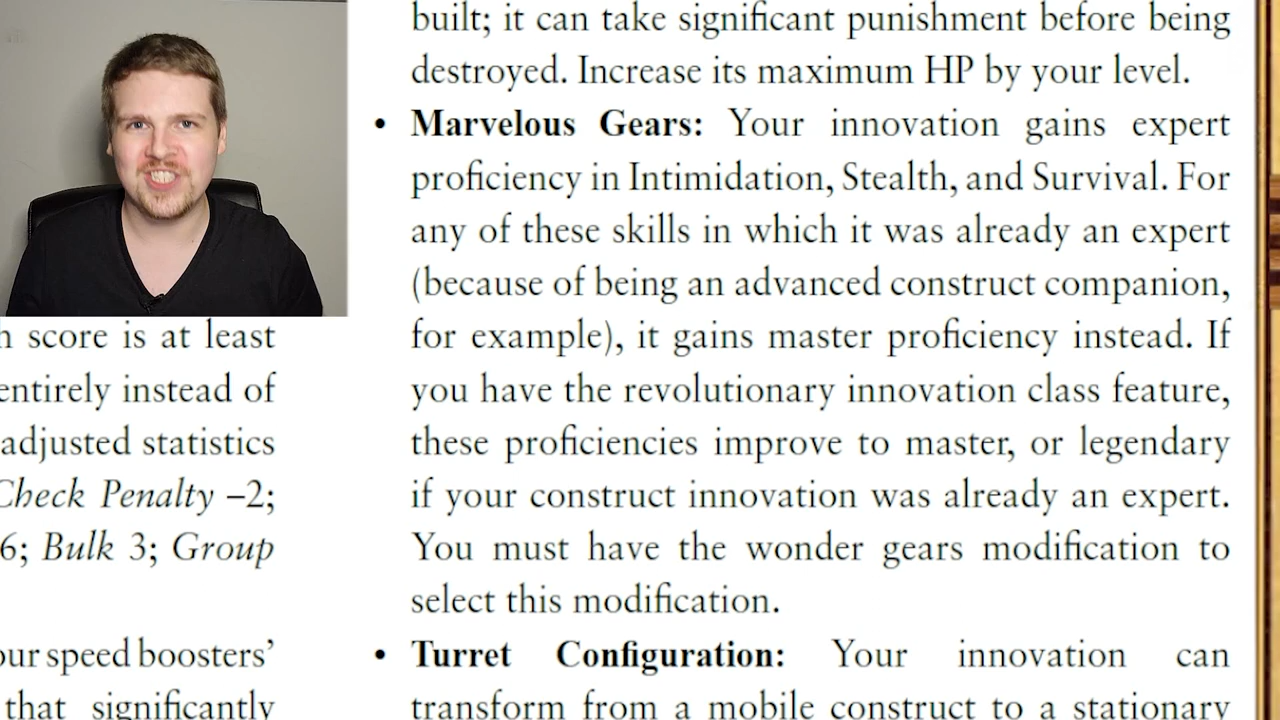 h score is at least
entirely instead of
adjusted statistics
Check Penalty –2;
6; Bulk 3; Group
our speed boosters'
that significantly
built; it can take significant punishment before being
destroyed. Increase its maximum HP by your level.
• Marvelous Gears: Your innovation gains expert
proficiency in Intimidation, Stealth, and Survival. For
any of these skills in which it was already an expert
(because of being an advanced construct companion,
for example), it gains master proficiency instead. If
you have the revolutionary innovation class feature,
these proficiencies improve to master, or legendary
if your construct innovation was already an expert.
You must have the wonder gears modification to
select this modification.
• Turret Configuration: Your innovation can
transform from a mobile construct to a stationary